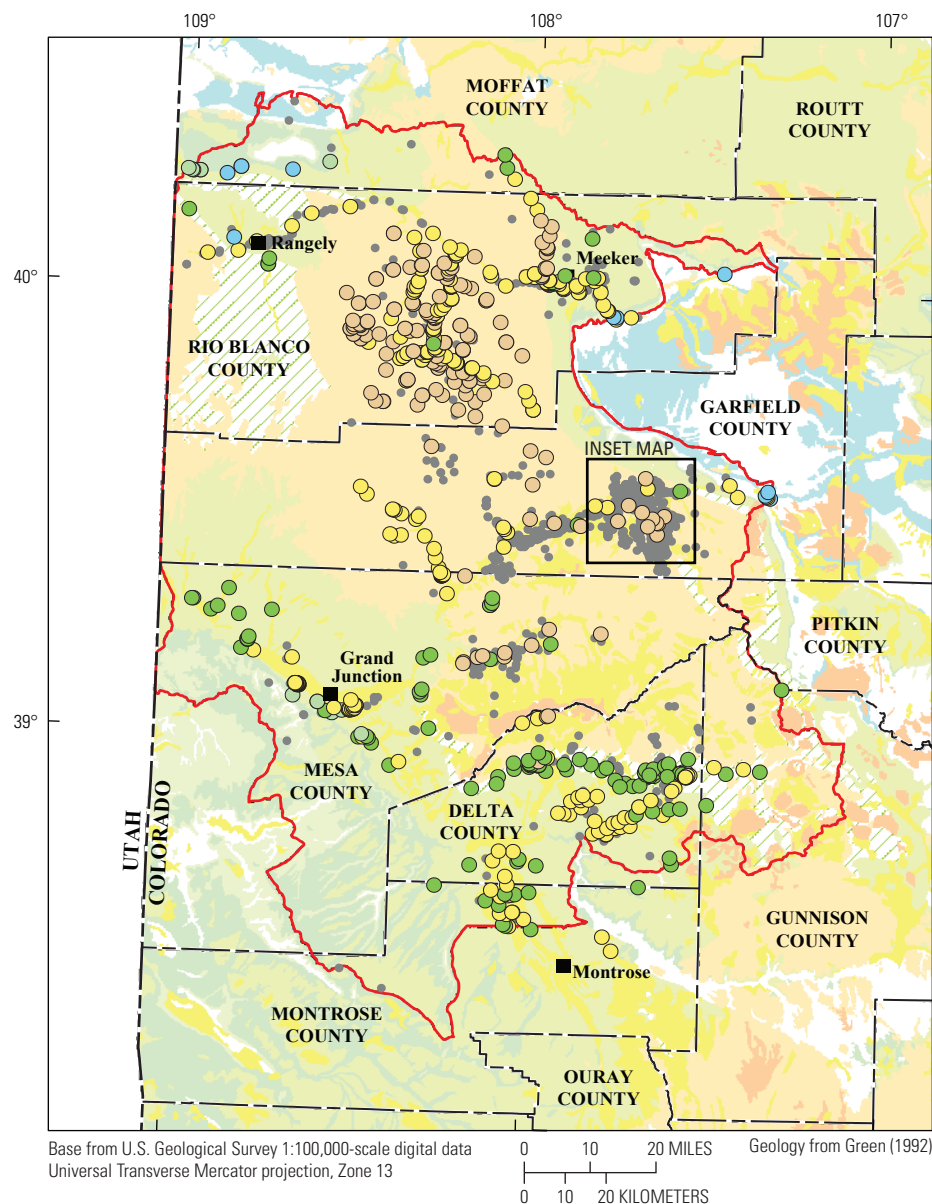 109°
108°
107°
MOFFAT
COUNTY
ROUTT
COUNTY
Rangely
Meeker
40°
RIO BLANCO
COUNTY
GARFIELD
COUNTY
INSET MAP
PITKIN
COUNTY
Grand
Junction
39°
MESA
COUNTY
DELTA
COUNTY
UTAH
COLORADO
GUNNISON
COUNTY
Montrose
MONTROSE
COUNTY
OURAY
COUNTY
Base from U.S. Geological Survey 1:100,000-scale digital data
Universal Transverse Mercator projection, Zone 13
0 10 20 MILES
0 10 20 KILOMETERS
Geology from Green (1992)